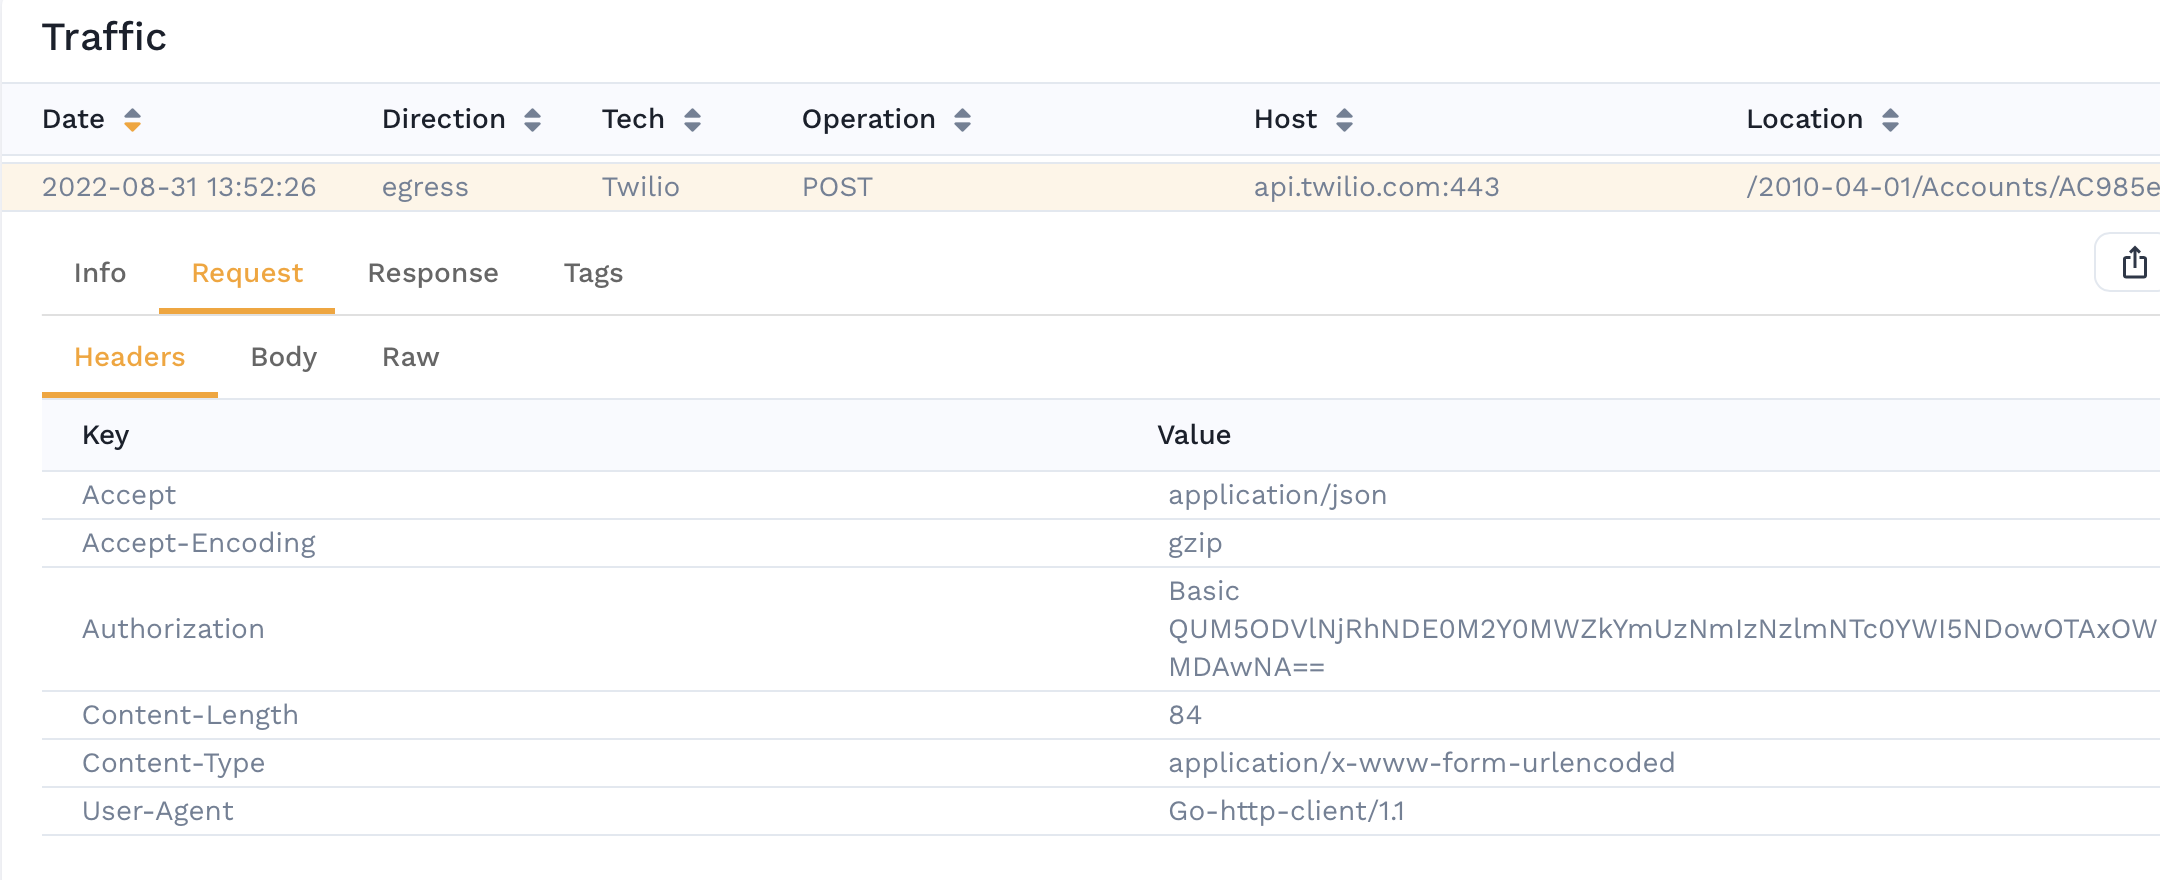 Traffic
Date Direction Tech Operation Host Location
2022-08-31 13:52:26 egress Twilio POST api.twilio.com:443 /2010-04-01/Accounts/AC985e
Info Request Response Tags
Headers Body Raw
Key Value
Accept application/json
Accept-Encoding gzip
Basic
Authorization QUM5ODVlNjRhNDE0M2Y0MWZkYmUzNmIzNzlmNTc0YWI5NDowOTAxOW
MDAwNA==
Content-Length 84
Content-Type application/x-www-form-urlencoded
User-Agent Go-http-client/1.1